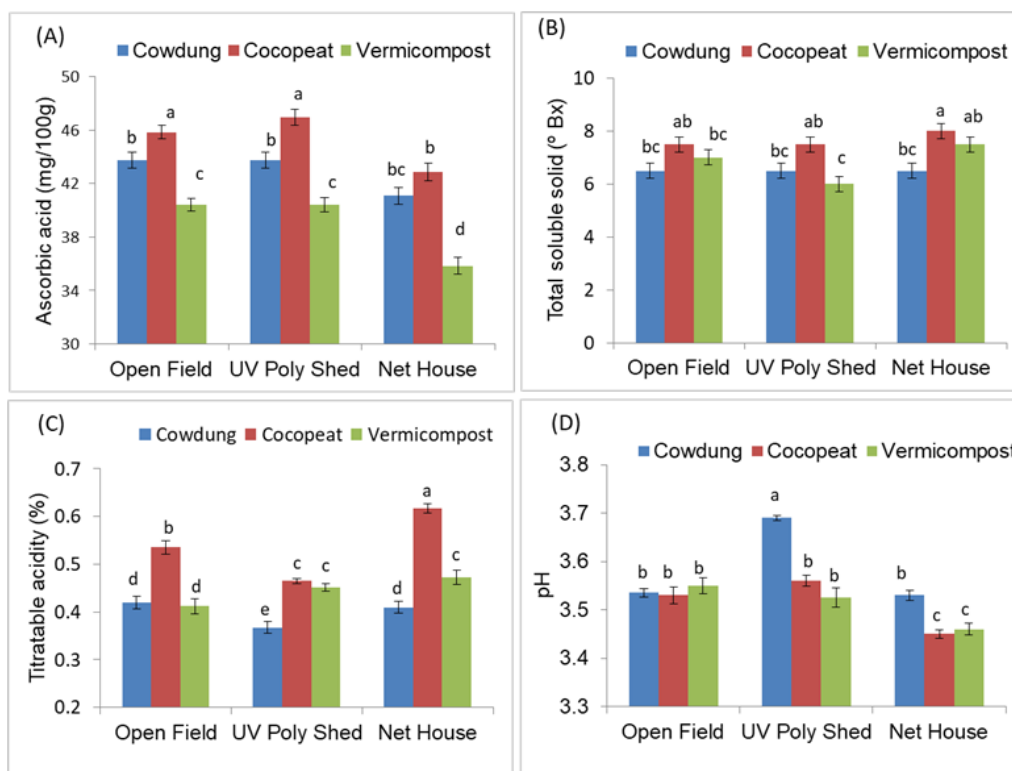 (A)
Cowdung Cocopeat Vermicompost
50
46
42
38
34
30
Ascorbic acid (mg/100g)
b a c
b a c
bc b d
Open Field UV Poly Shed Net House
(B)
Cowdung Cocopeat Vermicompost
10
8
6
4
2
0
Total soluble solid (º Bx)
bc ab bc
bc ab c
bc a ab
Open Field UV Poly Shed Net House
(C)
Cowdung Cocopeat Vermicompost
0.7
0.6
0.5
0.4
0.3
0.2
Titratable acidity (%)
d b d
e c c
d a c
Open Field UV Poly Shed Net House
(D)
Cowdung Cocopeat Vermicompost
3.8
3.7
3.6
3.5
3.4
3.3
pH
b b b
a b b
b c c
Open Field UV Poly Shed Net House